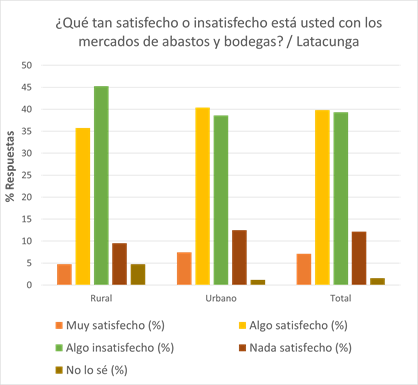 ¿Qué tan satisfecho o insatisfecho está usted con los
mercados de abastos y bodegas? / Latacunga
% Respuestas
50
45
40
35
30
25
20
15
10
5
0
Rural
Urbano
Total
Muy satisfecho (%)
Algo satisfecho (%)
Algo insatisfecho (%)
Nada satisfecho (%)
No lo sé (%)